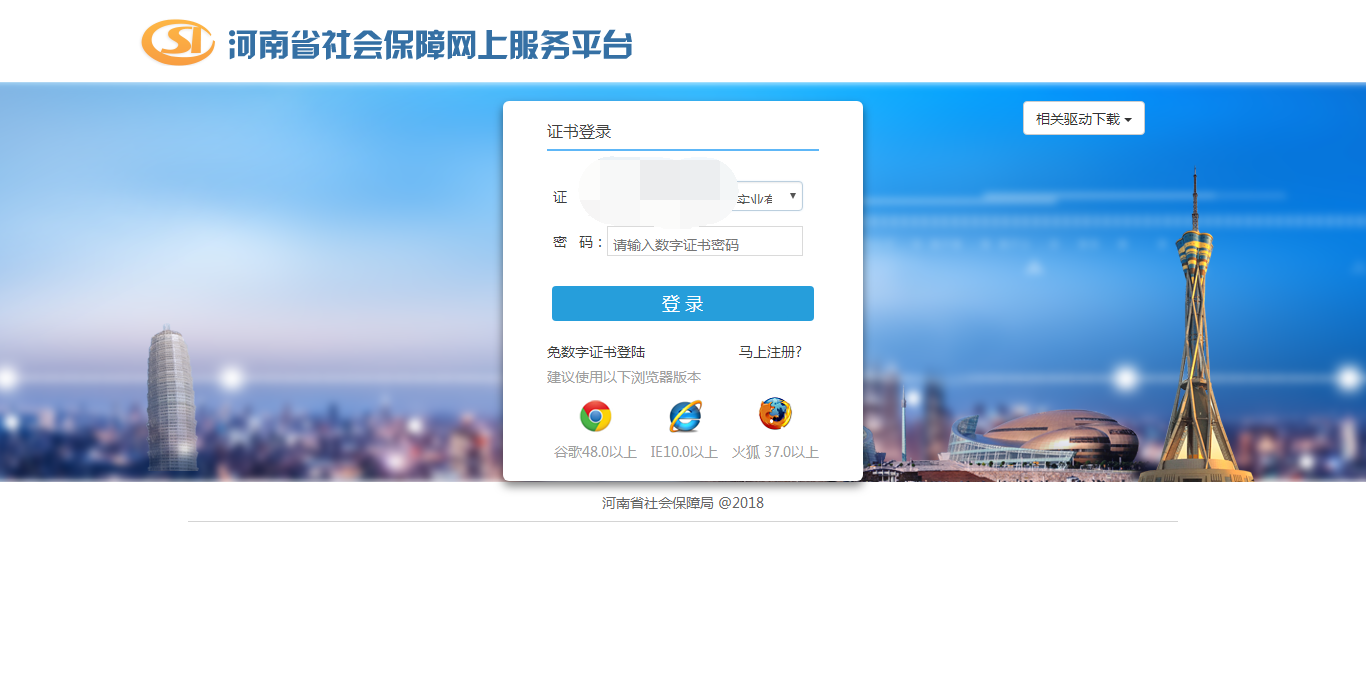 SI 河南省社会保障网上服务平台
相关驱动下载
证书登录
证
密 码： 请输入数字证书密码
登 录
免数字证书登陆 马上注册?
建议使用以下浏览器版本
谷歌48.0以上 IE10.0以上 火狐 37.0以上
河南省社会保障局 @2018